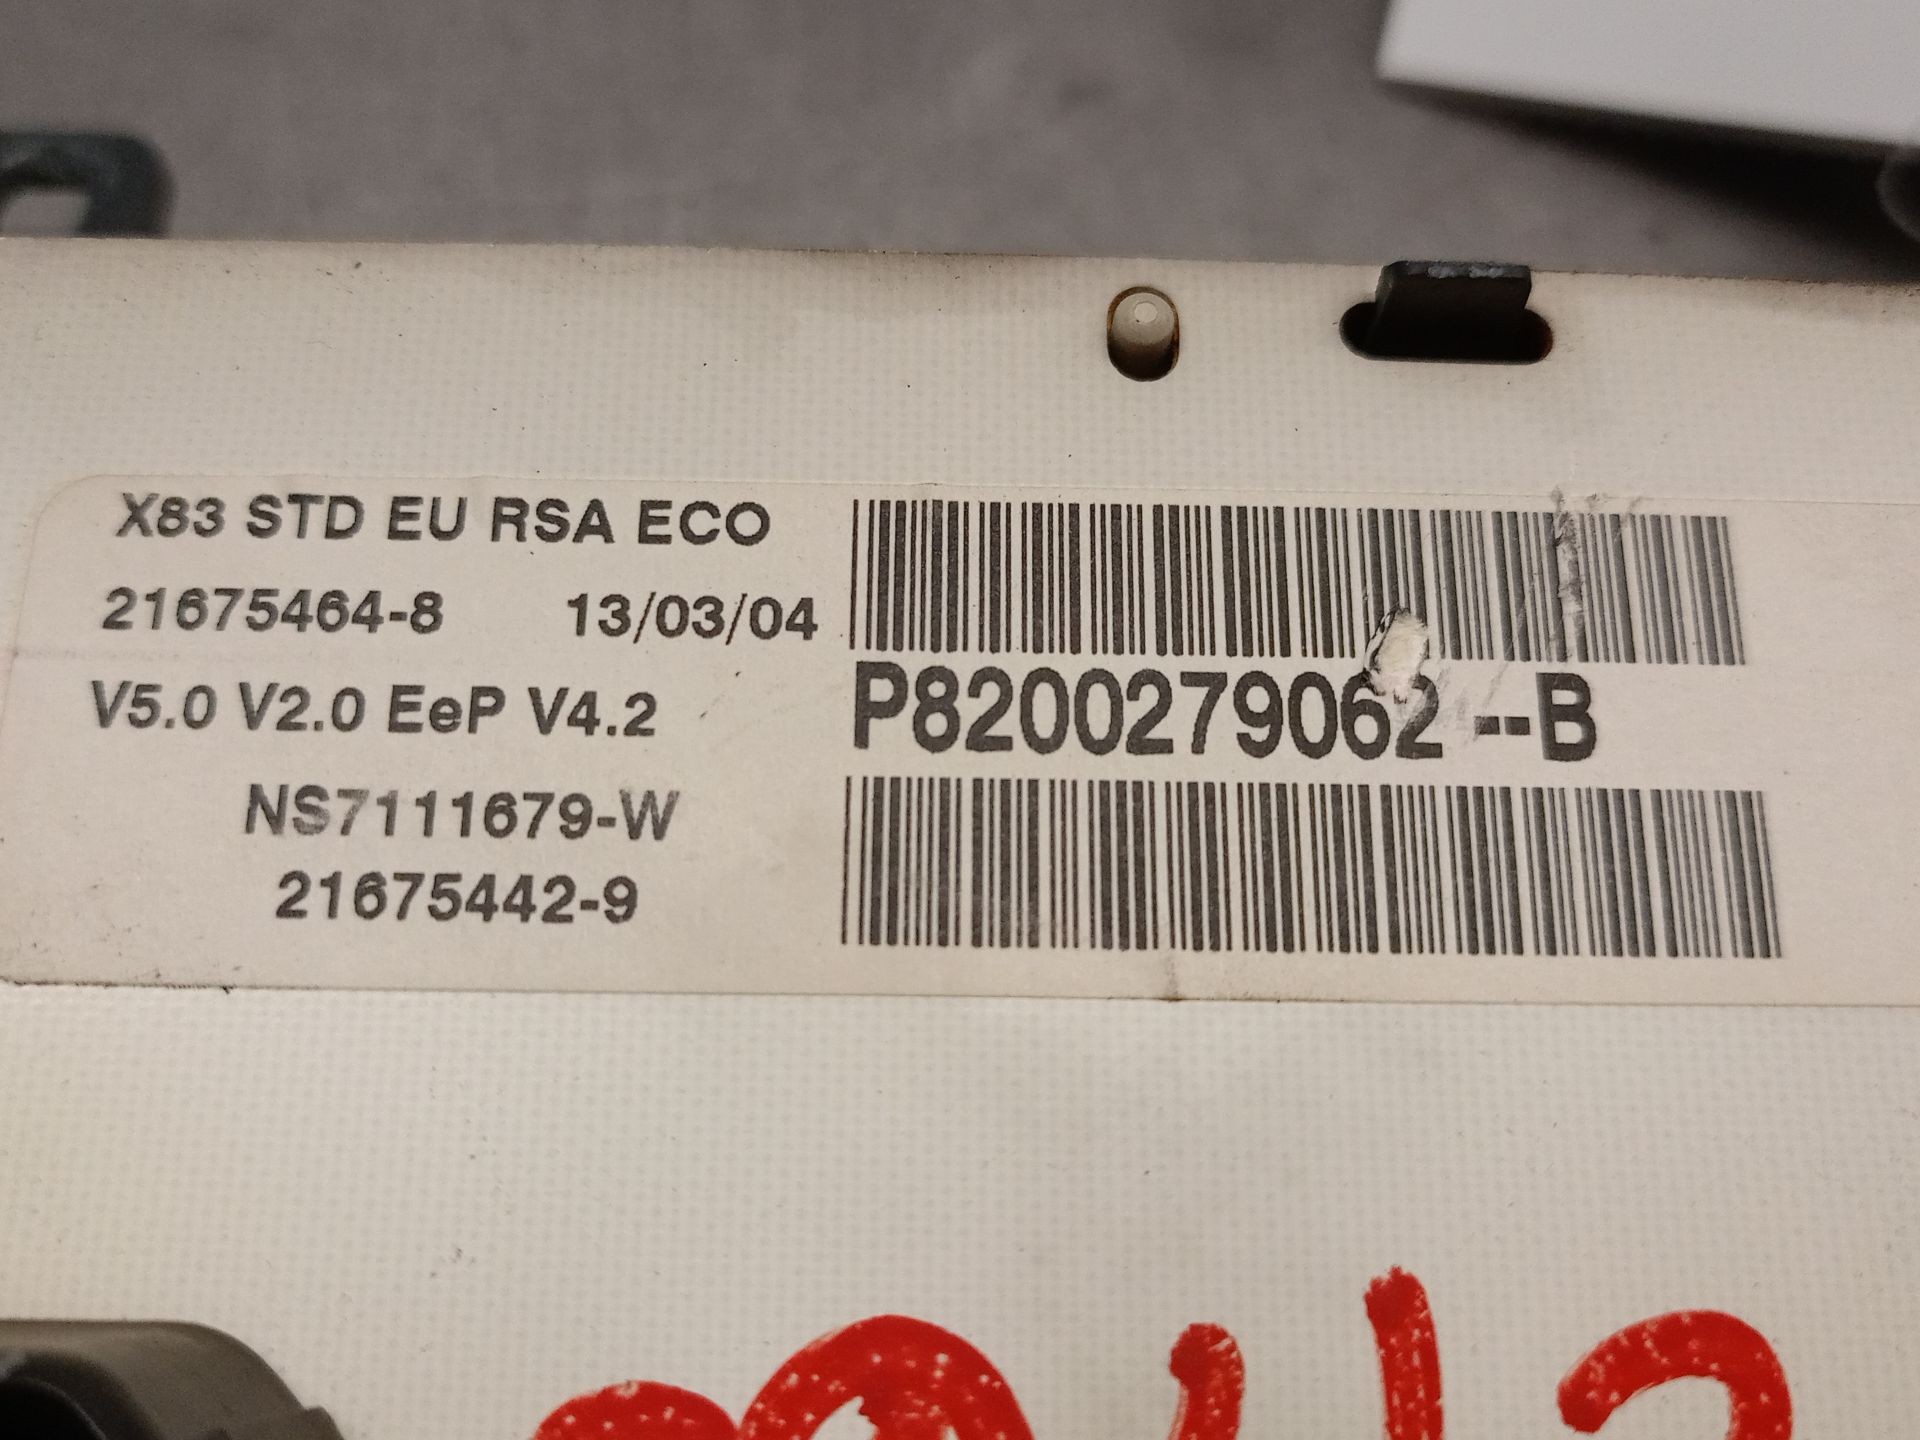 X83 STD EU RSA ECO
21675464-8 13/03/04
V5.0 V2.0 EeP V4.2
P8200279062--B
NS7111679-W
21675442-9